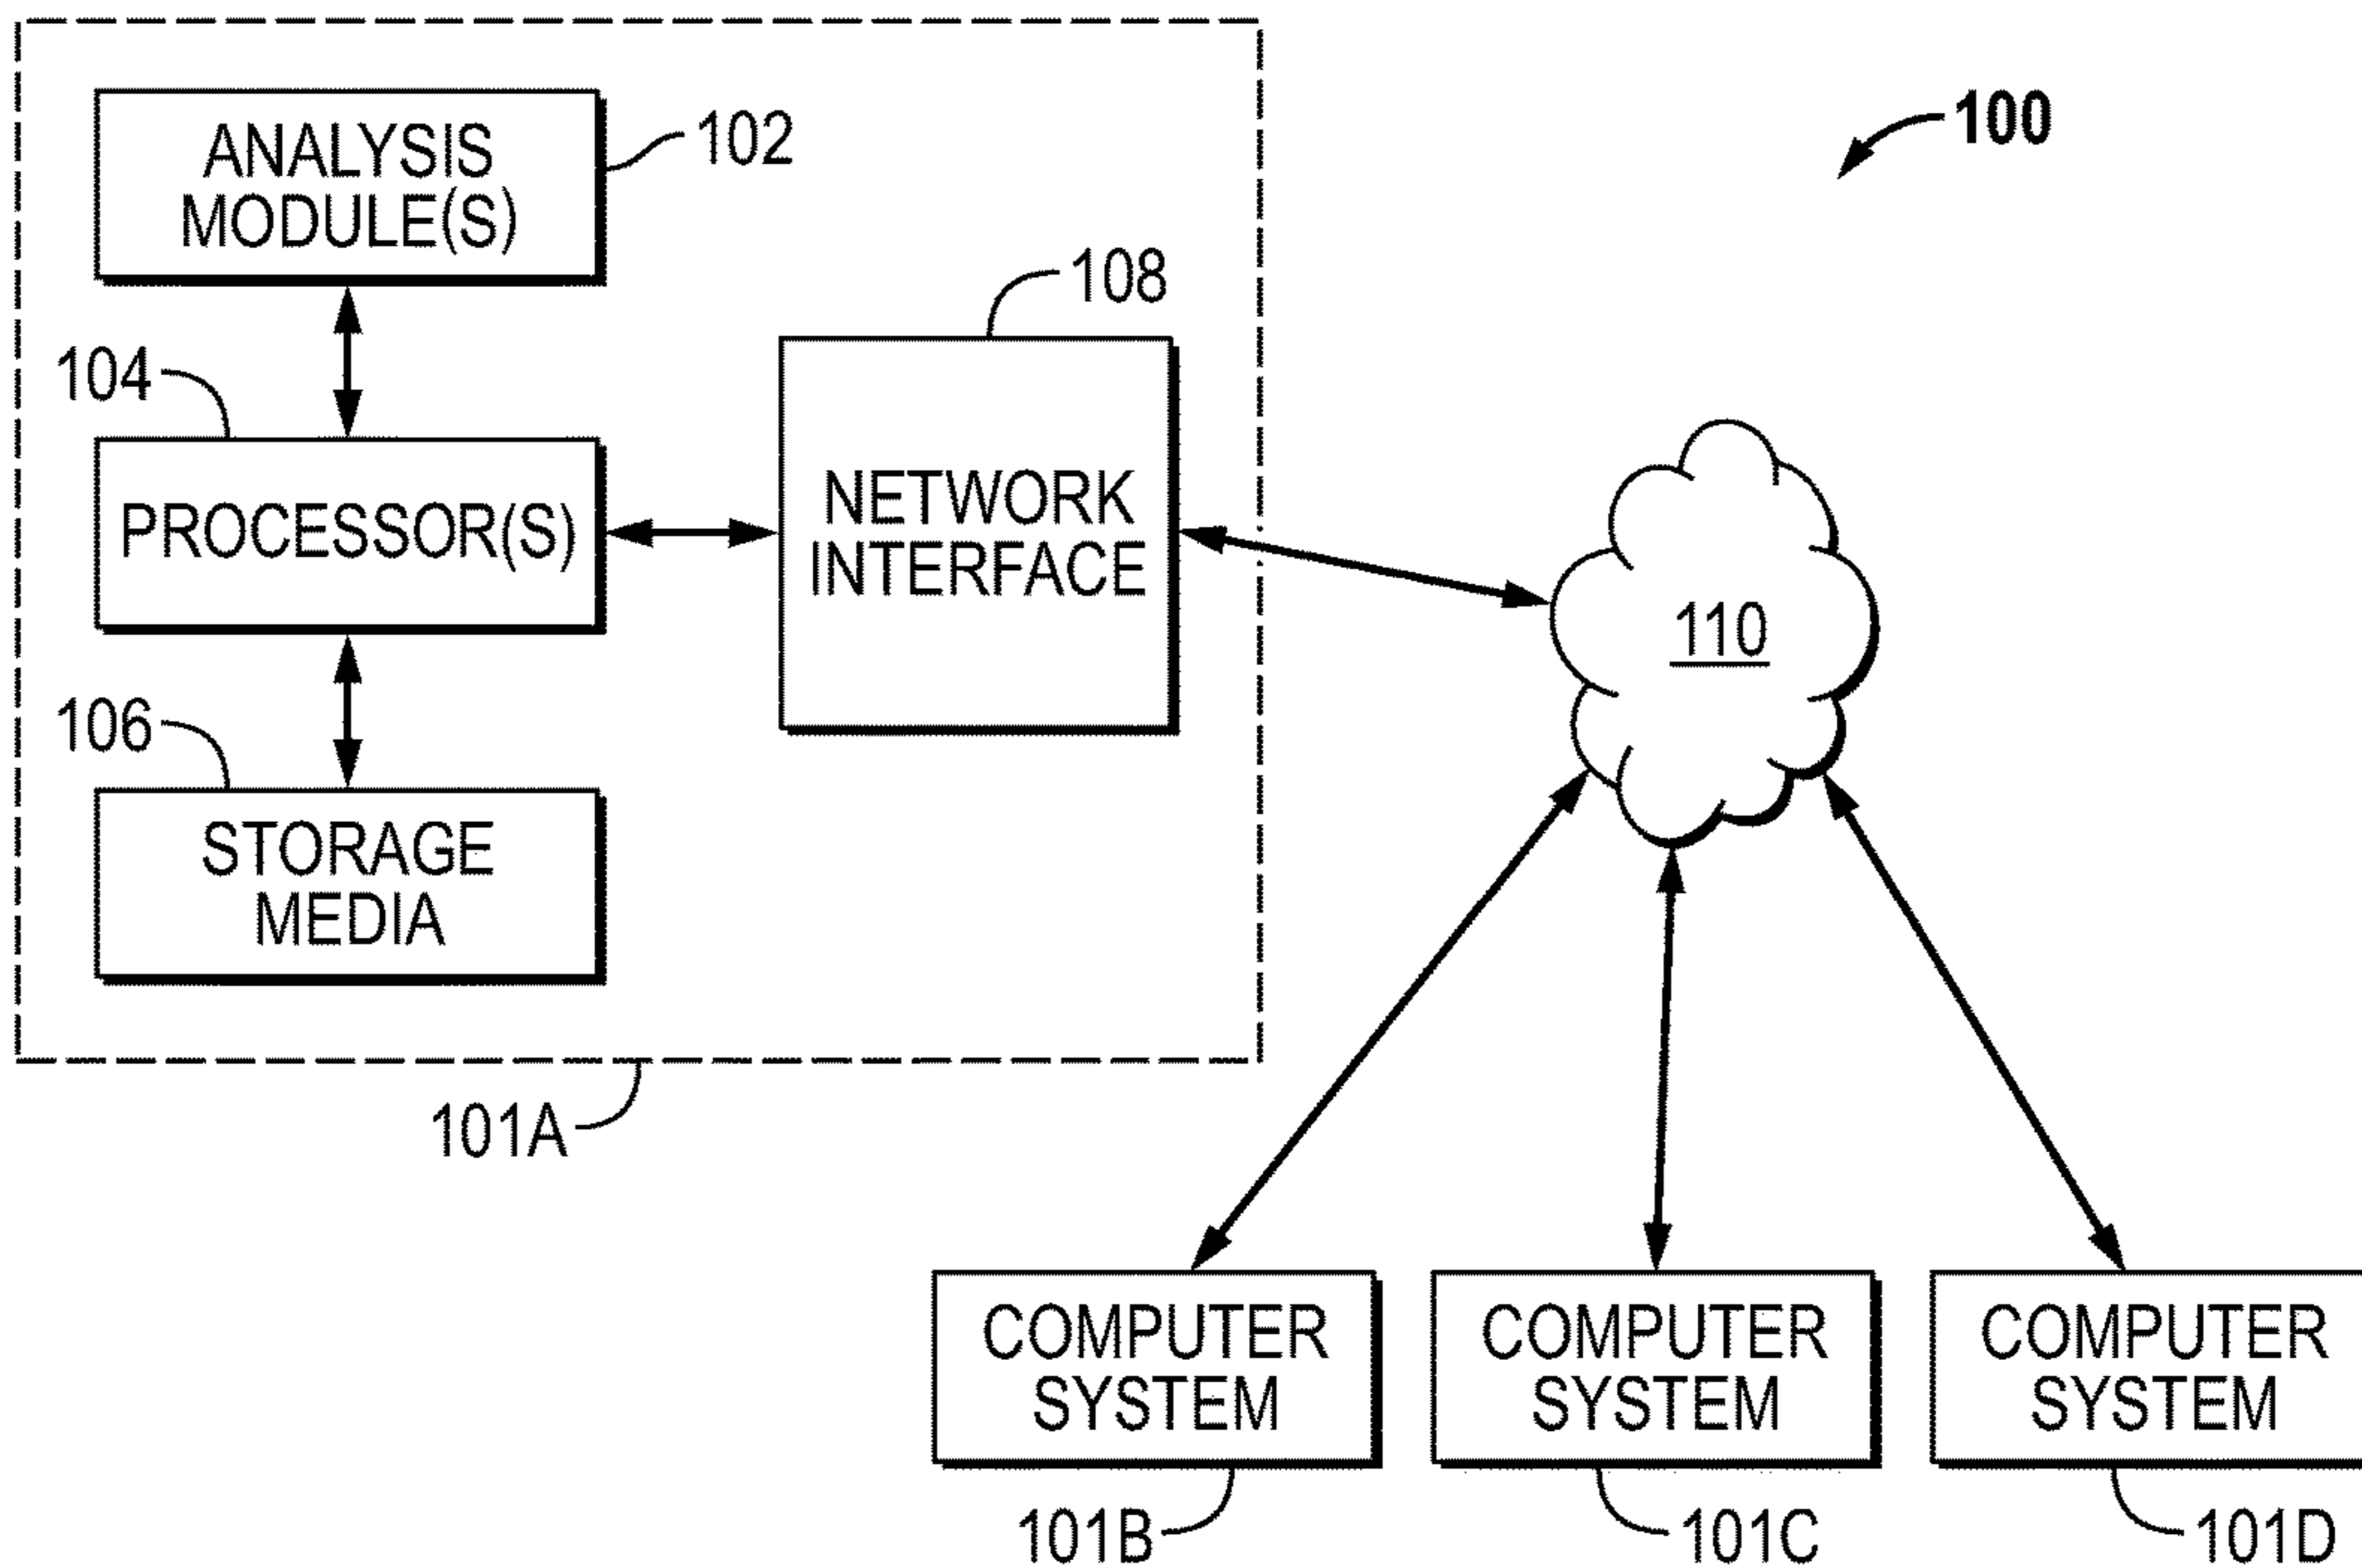 100
ANALYSIS
MODULE(S)
102
108
104
PROCESSOR(S)
NETWORK
INTERFACE
110
106
STORAGE
MEDIA
101A
COMPUTER
SYSTEM
COMPUTER
SYSTEM
COMPUTER
SYSTEM
101B
101C
101D